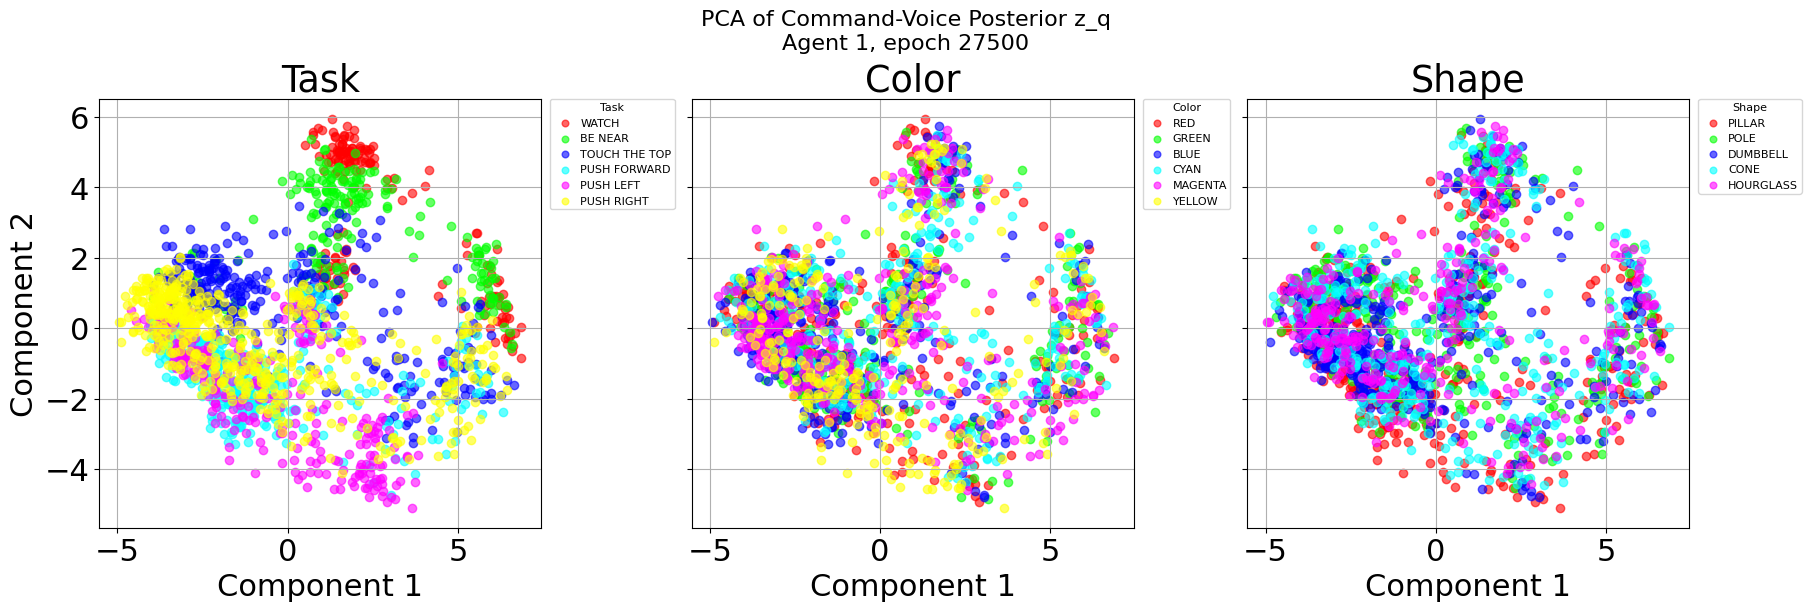 PCA of Command-Voice Posterior z_q
Agent 1, epoch 27500
Task
Color
Shape
Component 2
6
4
2
0
−2
−4
−5 0 5
Component 1
Task
WATCH
BE NEAR
TOUCH THE TOP
PUSH FORWARD
PUSH LEFT
PUSH RIGHT
−5 0 5
Component 1
Color
RED
GREEN
BLUE
CYAN
MAGENTA
YELLOW
−5 0 5
Component 1
Shape
PILLAR
POLE
DUMBBELL
CONE
HOURGLASS